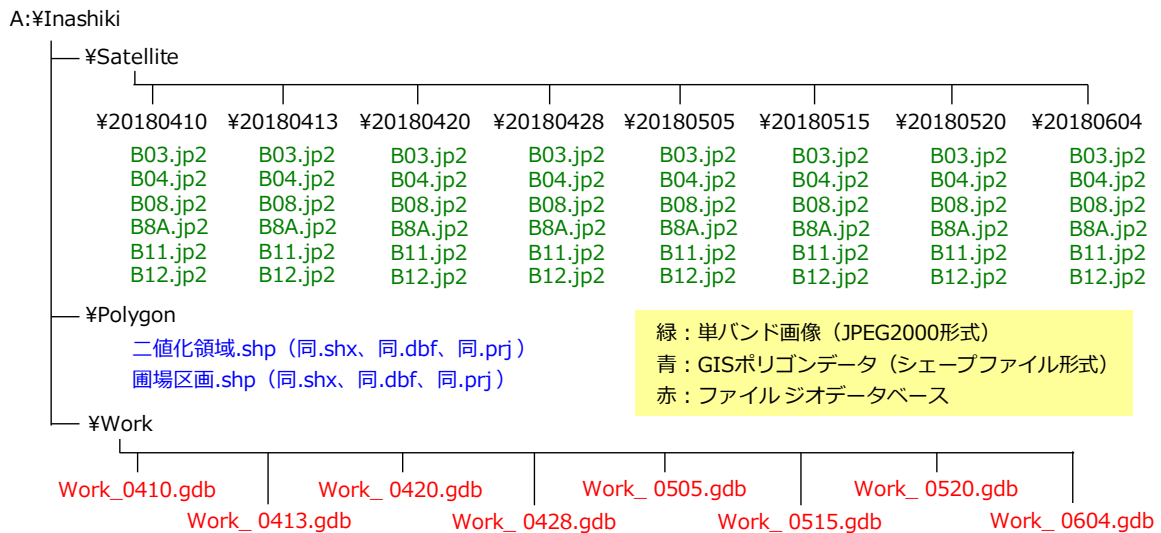 A:¥Inashiki
¥Satellite
¥20180410 ¥20180413 ¥20180420 ¥20180428 ¥20180505 ¥20180515 ¥20180520 ¥20180604
B03.jp2 B03.jp2 B03.jp2 B03.jp2 B03.jp2 B03.jp2 B03.jp2 B03.jp2
B04.jp2 B04.jp2 B04.jp2 B04.jp2 B04.jp2 B04.jp2 B04.jp2 B04.jp2
B08.jp2 B08.jp2 B08.jp2 B08.jp2 B08.jp2 B08.jp2 B08.jp2 B08.jp2
B8A.jp2 B8A.jp2 B8A.jp2 B8A.jp2 B8A.jp2 B8A.jp2 B8A.jp2 B8A.jp2
B11.jp2 B11.jp2 B11.jp2 B11.jp2 B11.jp2 B11.jp2 B11.jp2 B11.jp2
B12.jp2 B12.jp2 B12.jp2 B12.jp2 B12.jp2 B12.jp2 B12.jp2 B12.jp2
¥Polygon
二値化領域.shp（同.shx、同.dbf、同.prj）
圃場区画.shp（同.shx、同.dbf、同.prj）
緑：単バンド画像（JPEG2000形式）
青：GISポリゴンデータ（シェープファイル形式）
赤：ファイル ジオデータベース
¥Work
Work_0410.gdb Work_ 0420.gdb Work_ 0505.gdb Work_ 0520.gdb
Work_ 0413.gdb Work_ 0428.gdb Work_ 0515.gdb Work_ 0604.gdb